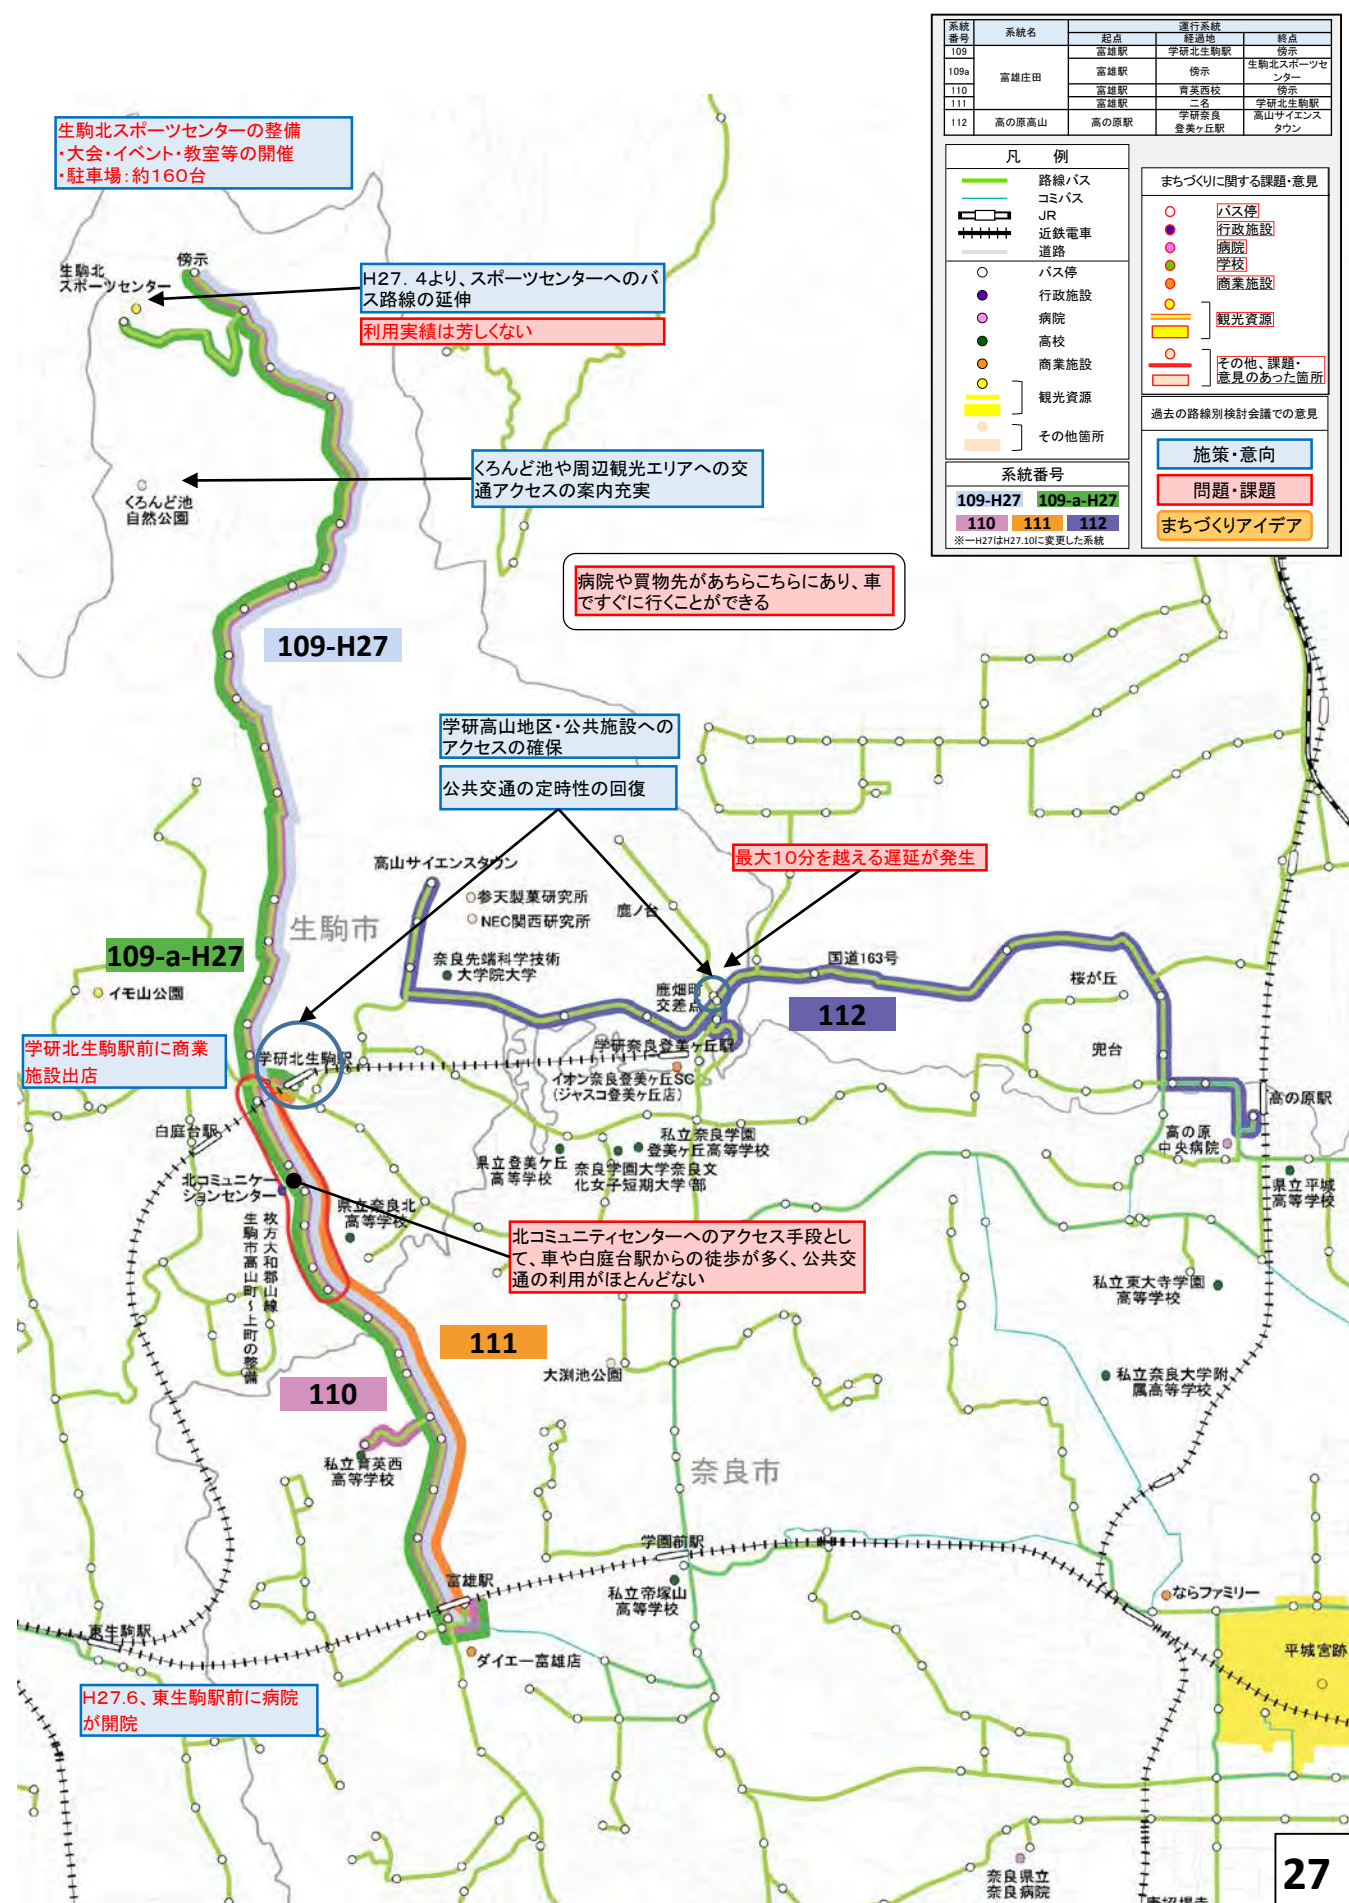 系統番号 系統名 運行系統
起点 経過地 終点
109 富雄庄田 富雄駅 学研北生駒駅 傍示
109a 富雄駅 傍示 生駒北スポーツセンター
110 富雄駅 育英西校 傍示
111 富雄駅 二名 学研北生駒駅
112 高の原高山 高の原駅 学研奈良登美ヶ丘駅 高山サイエンスタウン
凡 例
路線バス
コミバス
JR
近鉄電車
道路
バス停
行政施設
病院
高校
商業施設
観光資源
その他箇所
系統番号
109-H27 109-a-H27
110 111 112
※ーH27はH27.10に変更した系統
まちづくりに関する課題・意見
バス停
行政施設
病院
学校
商業施設
観光資源
その他、課題・
意見のあった箇所
過去の路線別検討会議での意見
施策・意向
問題・課題
まちづくりアイデア
生駒北スポーツセンターの整備
・大会・イベント・教室等の開催
・駐車場:約160台
傍示
生駒北
スポーツセンター
H27.4より、スポーツセンターへのバ
ス路線の延伸
利用実績は芳しくない
くろんど池や周辺観光エリアへの交
通アクセスの案内充実
くろんど池
自然公園
病院や買物先があちらこちらにあり、車
ですぐに行くことができる
109-H27
学研高山地区・公共施設への
アクセスの確保
公共交通の定時性の回復
最大10分を越える遅延が発生
高山サイエンスタウン
参天製菓研究所
NEC関西研究所
鹿ノ台
生駒市
109-a-H27
奈良先端科学技術
大学院大学
国道163号
桜が丘
イモ山公園
鹿畑町
交差点
112
学研北生駒駅前に商業
施設出店
学研北生駒駅
学研奈良登美ヶ丘駅
兜台
イオン奈良登美ヶ丘SC
(ジャスコ登美ヶ丘店)
高の原駅
白庭台駅
私立奈良学園
登美ヶ丘高等学校
高の原
中央病院
県立登美ケ丘
高等学校
奈良学園大学奈良文
化女子短期大学部
北コミュニケー
ションセンター
県立平城
高等学校
県立奈良北
高等学校
枚方大和郡山線
生駒市高山町~上町の整備
北コミュニティセンターへのアクセス手段とし
て、車や白庭台駅からの徒歩が多く、公共交
通の利用がほとんどない
私立東大寺学園
高等学校
111
大渕池公園
私立奈良大学附
属高等学校
110
私立育英西
高等学校
奈良市
学園前駅
富雄駅
私立帝塚山
高等学校
ならファミリー
東生駒駅
ダイエー富雄店
平城宮跡
H27.6、東生駒駅前に病院
が開院
奈良県立
奈良病院
27